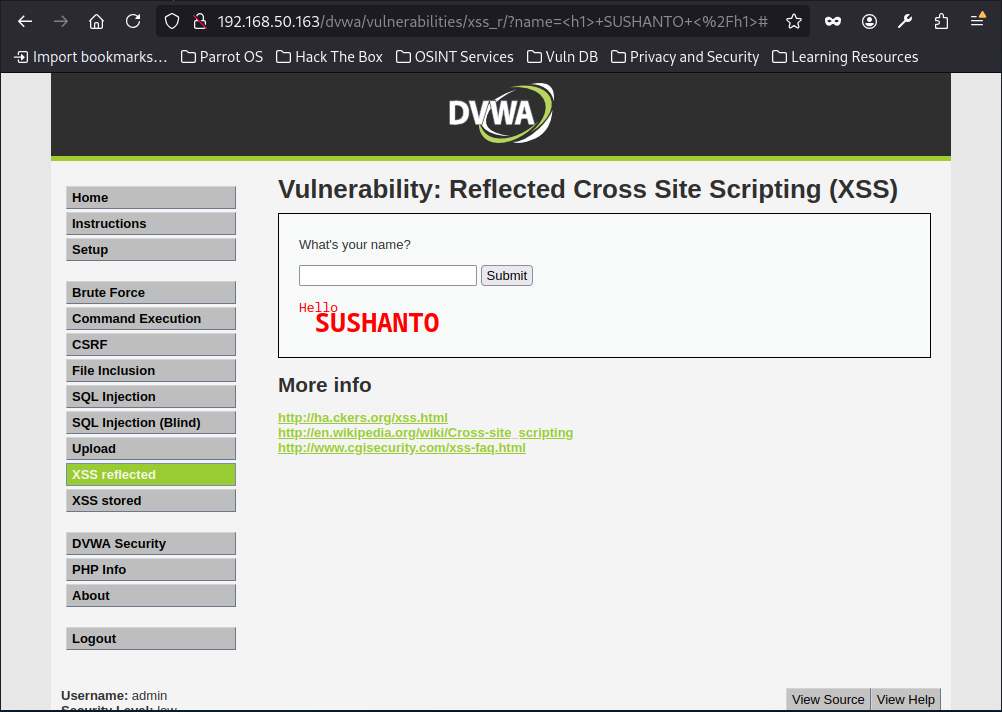 192.168.50.163/dvwa/vulnerabilities/xss_r/?name=<h1>+SUSHANTO+<%2Fh1>#
Import bookmarks… Parrot OS Hack The Box OSINT Services Vuln DB Privacy and Security Learning Resources
DVWA
Vulnerability: Reflected Cross Site Scripting (XSS)
Home
Instructions
Setup
Brute Force
Command Execution
CSRF
File Inclusion
SQL Injection
SQL Injection (Blind)
Upload
XSS reflected
XSS stored
DVWA Security
PHP Info
About
Logout
What's your name?
Submit
Hello
SUSHANTO
More info
http://ha.ckers.org/xss.html
http://en.wikipedia.org/wiki/Cross-site_scripting
http://www.cgisecurity.com/xss-faq.html
Username: admin
Security Level: low
View Source View Help